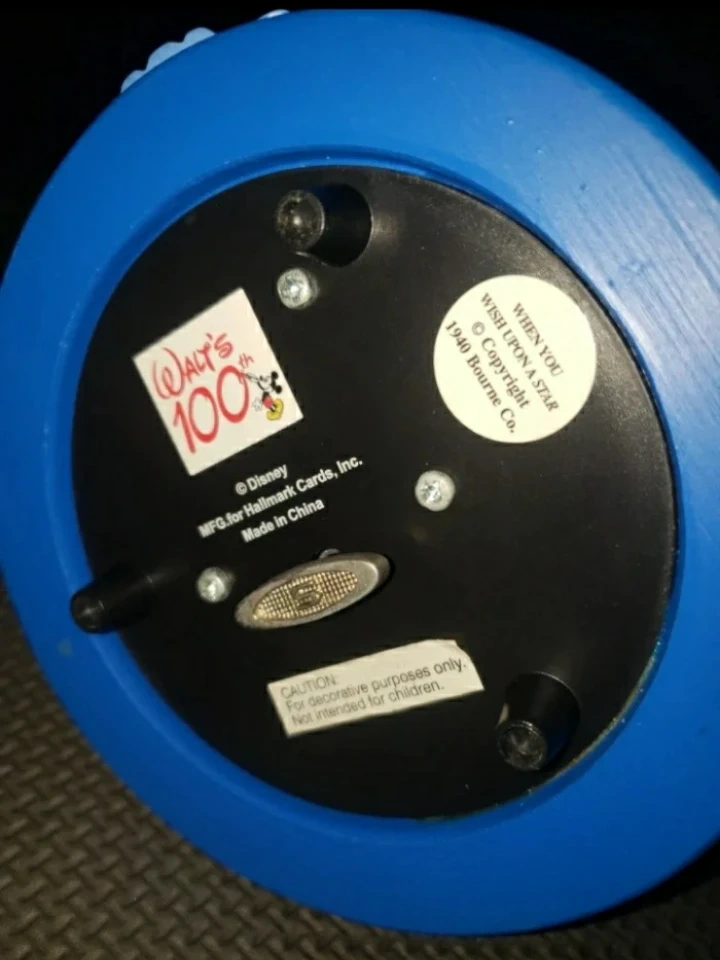 WALT'S
100th
WHEN YOU
WISH UPON A STAR
© Copyright
1940 Bourne Co.
© Disney
MFG.for Hallmark Cards, Inc.
Made in China
CAUTION:
For decorative purposes only.
Not intended for children.